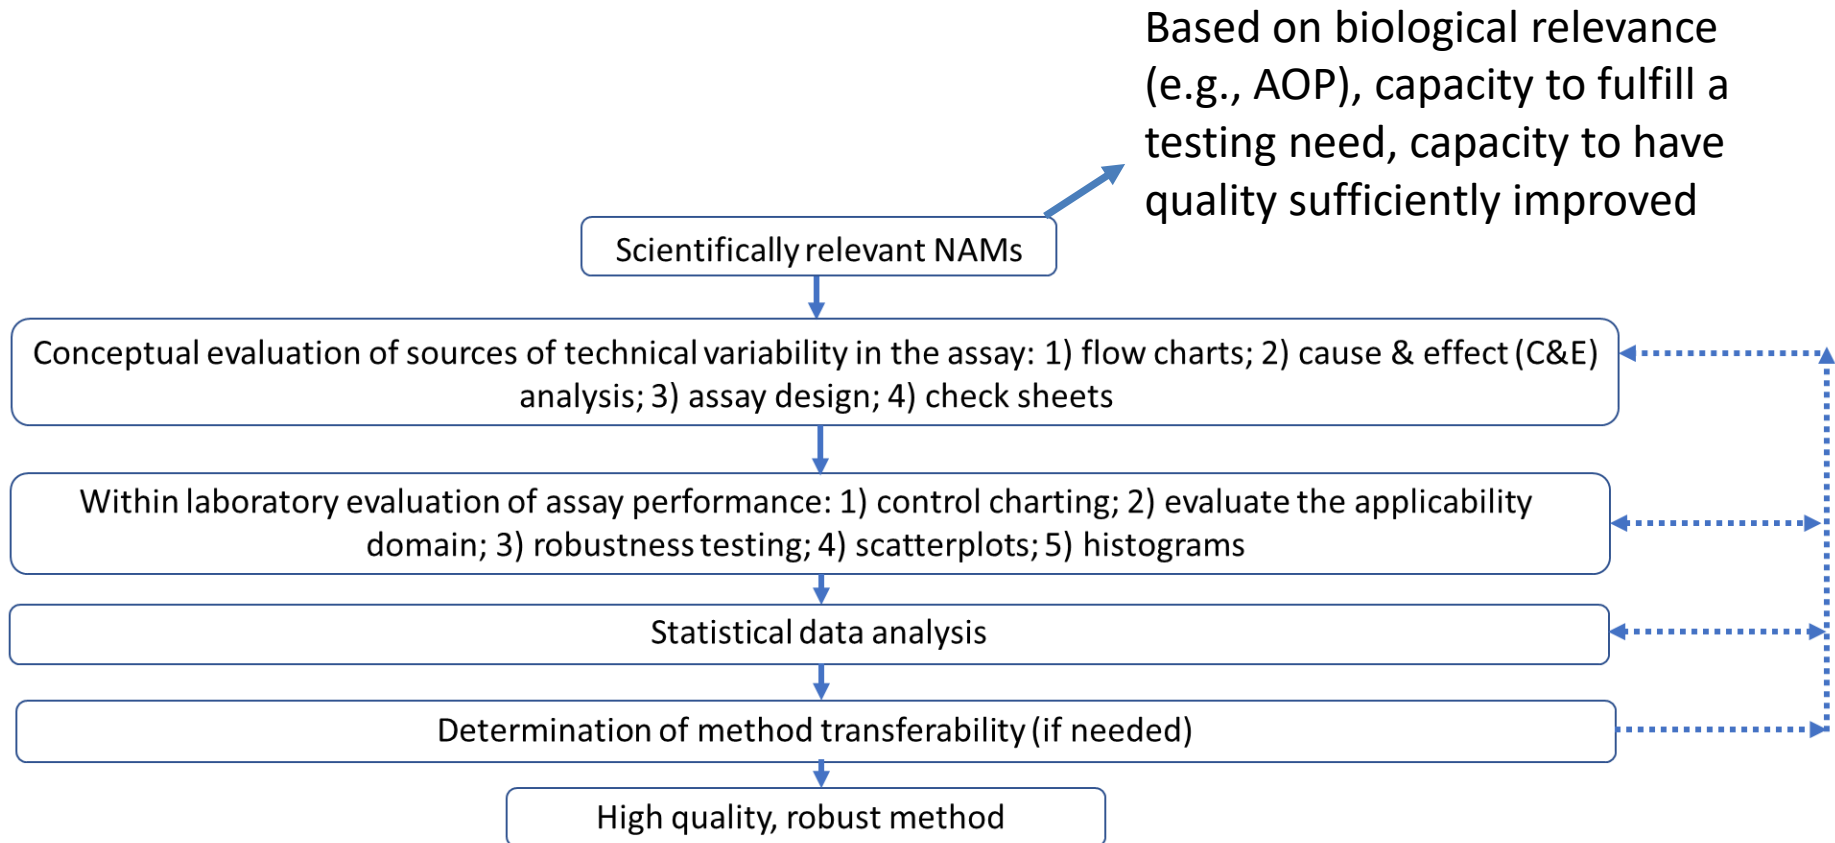 Based on biological relevance
(e.g., AOP), capacity to fulfill a
testing need, capacity to have
quality sufficiently improved
Scientifically relevant NAMs
Conceptual evaluation of sources of technical variability in the assay: 1) flow charts; 2) cause & effect (C&E)
analysis; 3) assay design; 4) check sheets
Within laboratory evaluation of assay performance: 1) control charting; 2) evaluate the applicability
domain; 3) robustness testing; 4) scatterplots; 5) histograms
Statistical data analysis
Determination of method transferability (if needed)
High quality, robust method